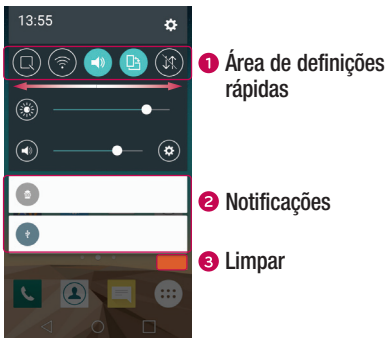 13:55
1 Área de definições
rápidas
2 Notificações
3 Limpar